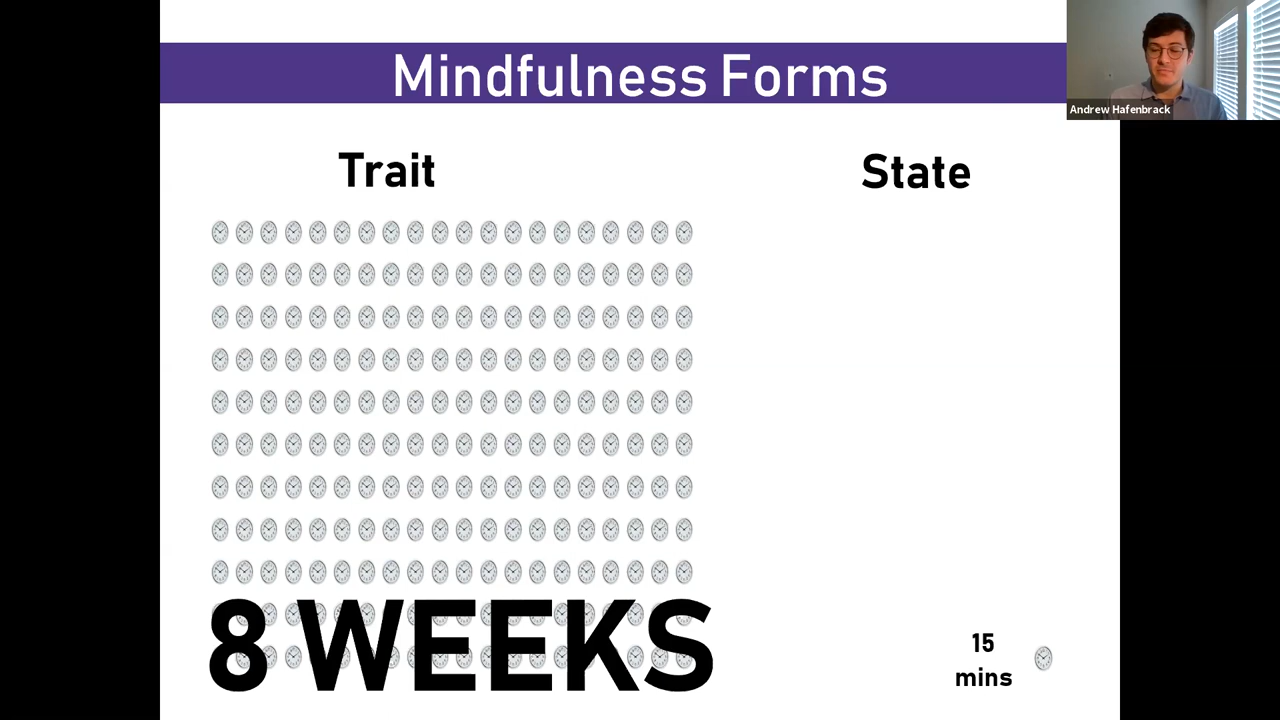 Mindfulness Forms
Andrew Hafenbrack
Trait
State
8 WEEKS
15
mins